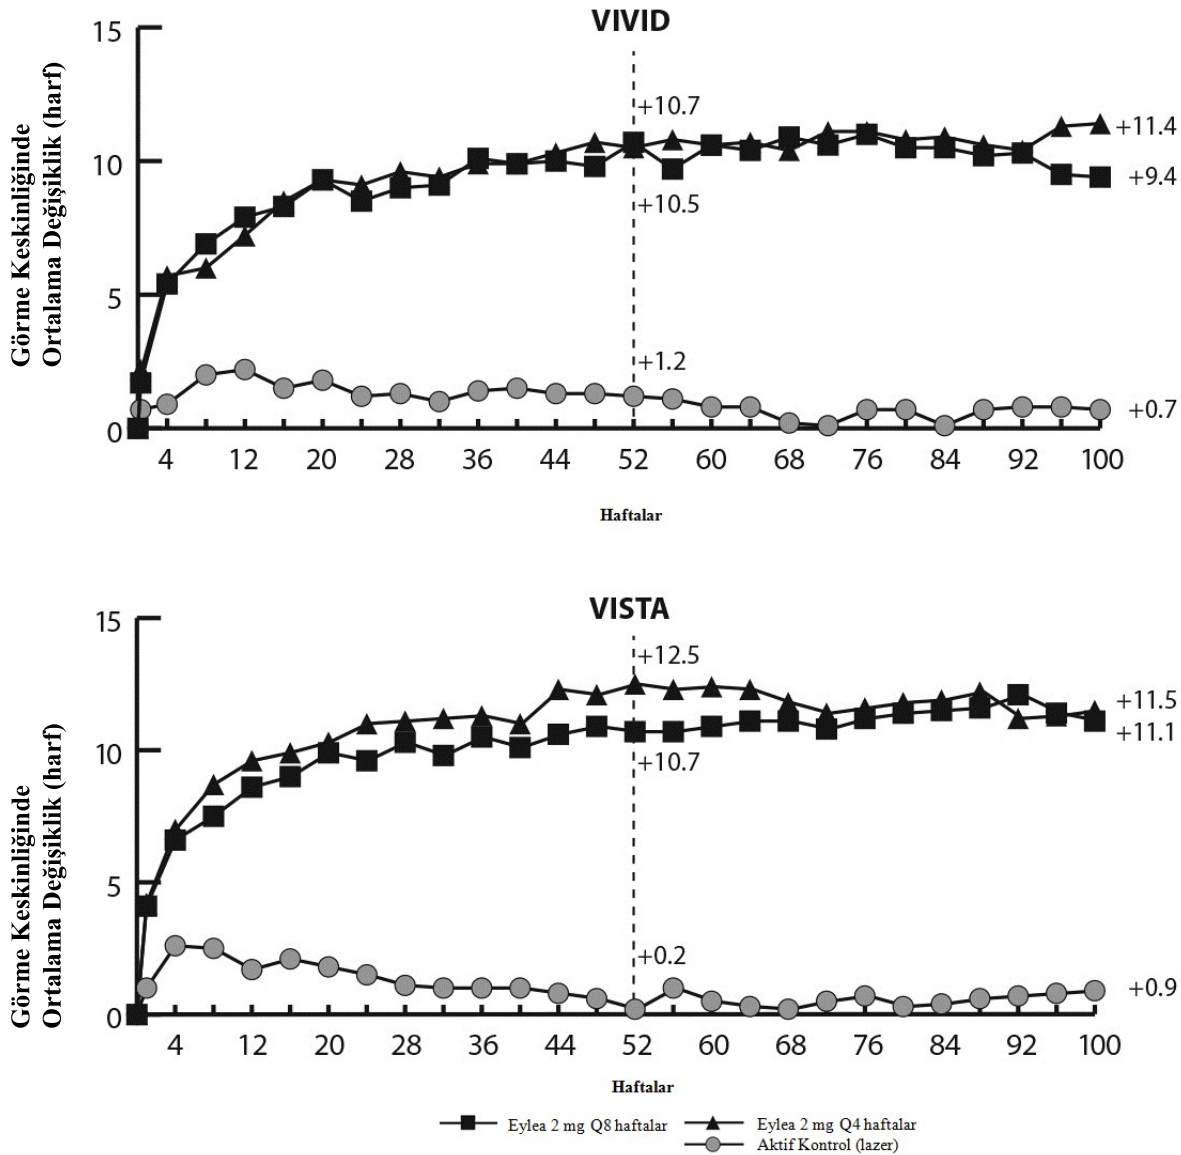 VIVID
15
10
5
0
Görme Keskinliğinde
Ortalama Değişiklik (harf)
+10.7
+10.5
+1.2
+11.4
+9.4
+0.7
4 12 20 28 36 44 52 60 68 76 84 92 100
Haftalar
VISTA
15
10
5
0
Görme Keskinliğinde
Ortalama Değişiklik (harf)
+12.5
+10.7
+0.2
+11.5
+11.1
+0.9
4 12 20 28 36 44 52 60 68 76 84 92 100
Haftalar
Eylea 2 mg Q8 haftalar
Eylea 2 mg Q4 haftalar
Aktif Kontrol (lazer)